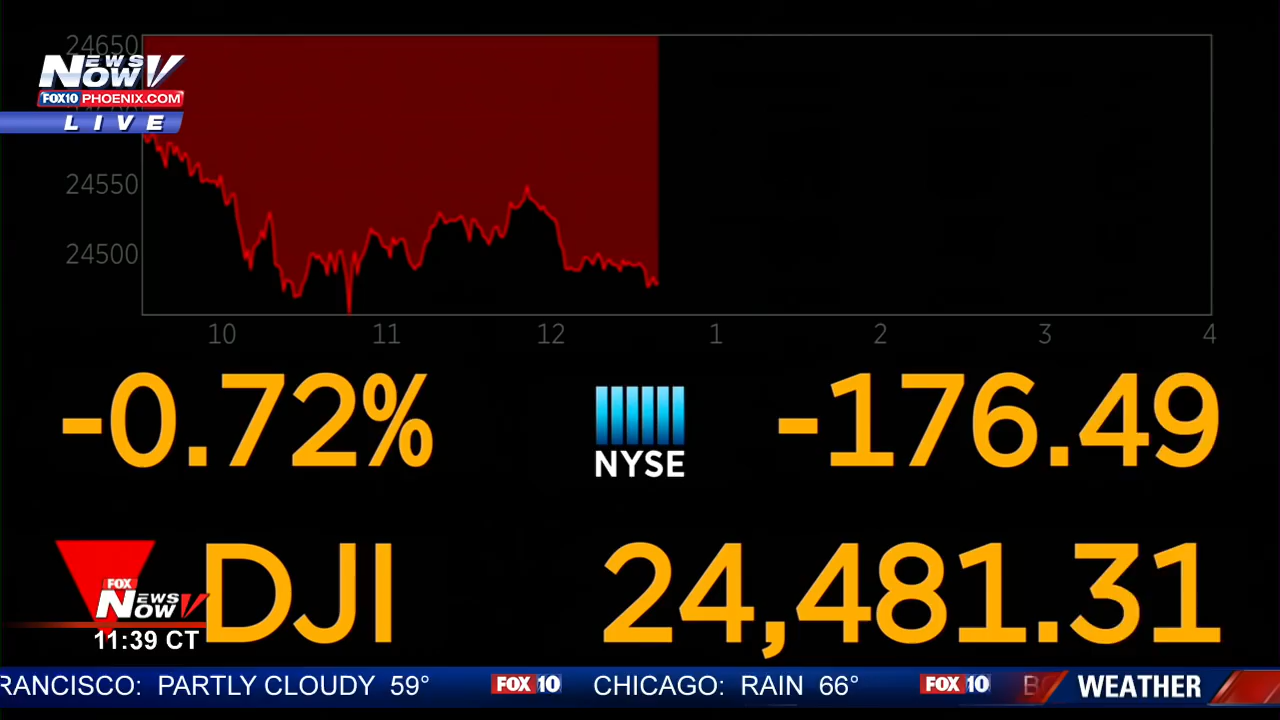 24650
NEWS
NOW
FOX10 PHOENIX.COM
LIVE
24550
24500
10 11 12 1 2 3 4
-0.72% NYSE -176.49
DJI 24,481.31
FOX
NEWS
NOW
11:39 CT
RANCISCO: PARTLY CLOUDY 59° FOX 10 CHICAGO: RAIN 66° FOX 10 WEATHER